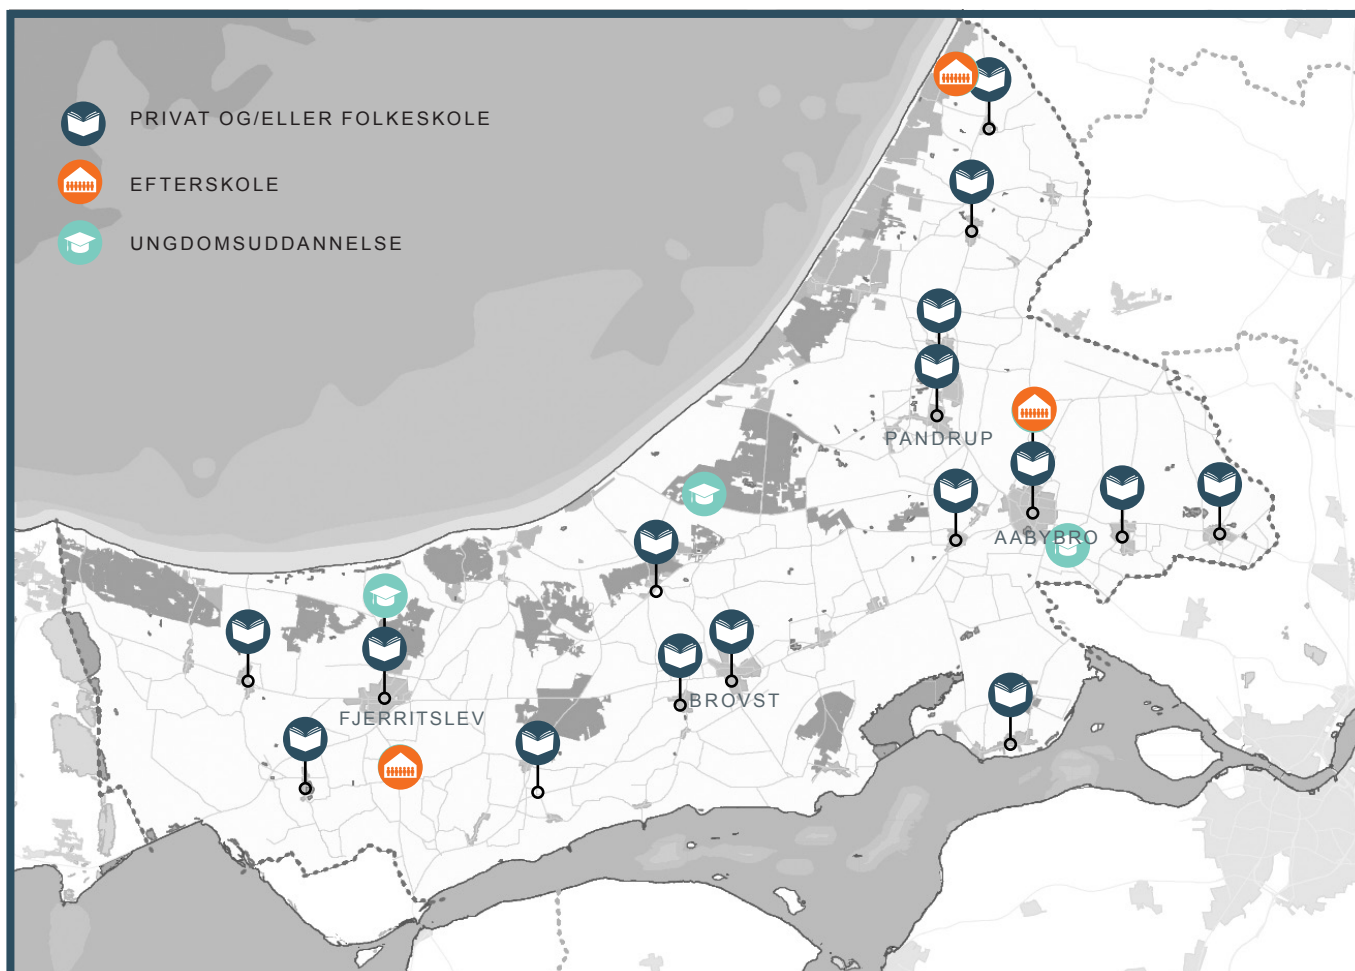 PRIVAT OG/ELLER FOLKESKOLE
EFTERSKOLE
UNGDOMSUDDANNELSE
PANDRUP
AABYBRO
BROVST
FJERRITSLEV